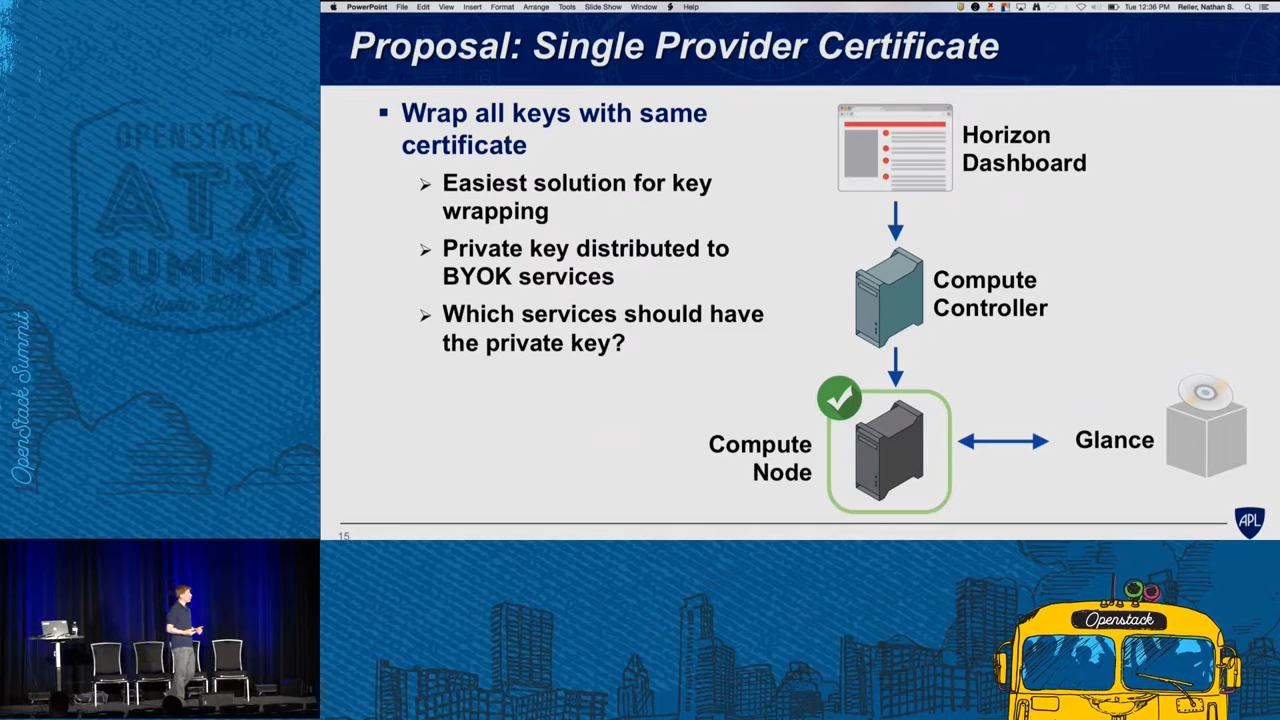 PowerPoint File Edit View Insert Format Arrange Tools Slide Show Window Help
Tue 12:36 PM Reller, Nathan S.
Proposal: Single Provider Certificate
Wrap all keys with same
certificate
Easiest solution for key
wrapping
Private key distributed to
BYOK services
Which services should have
the private key?
Horizon
Dashboard
Compute
Controller
Compute
Node
Glance
15
APL
OPENSTACK
ATX
SUMMIT
OpenStack Summit
Openstack